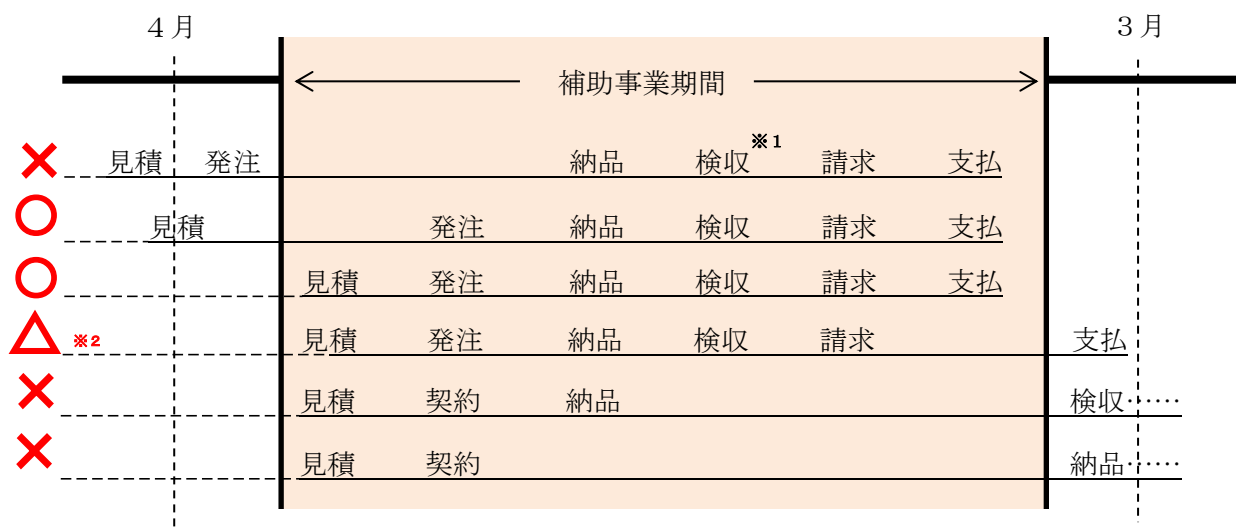 ４月 ３月
補助事業期間
× 見積 発注 納品 検収※1 請求 支払
○ 見積 発注 納品 検収 請求 支払
○ 見積 発注 納品 検収 請求 支払
△ ※2 見積 発注 納品 検収 請求 支払
× 見積 契約 納品 検収……
× 見積 契約 納品……